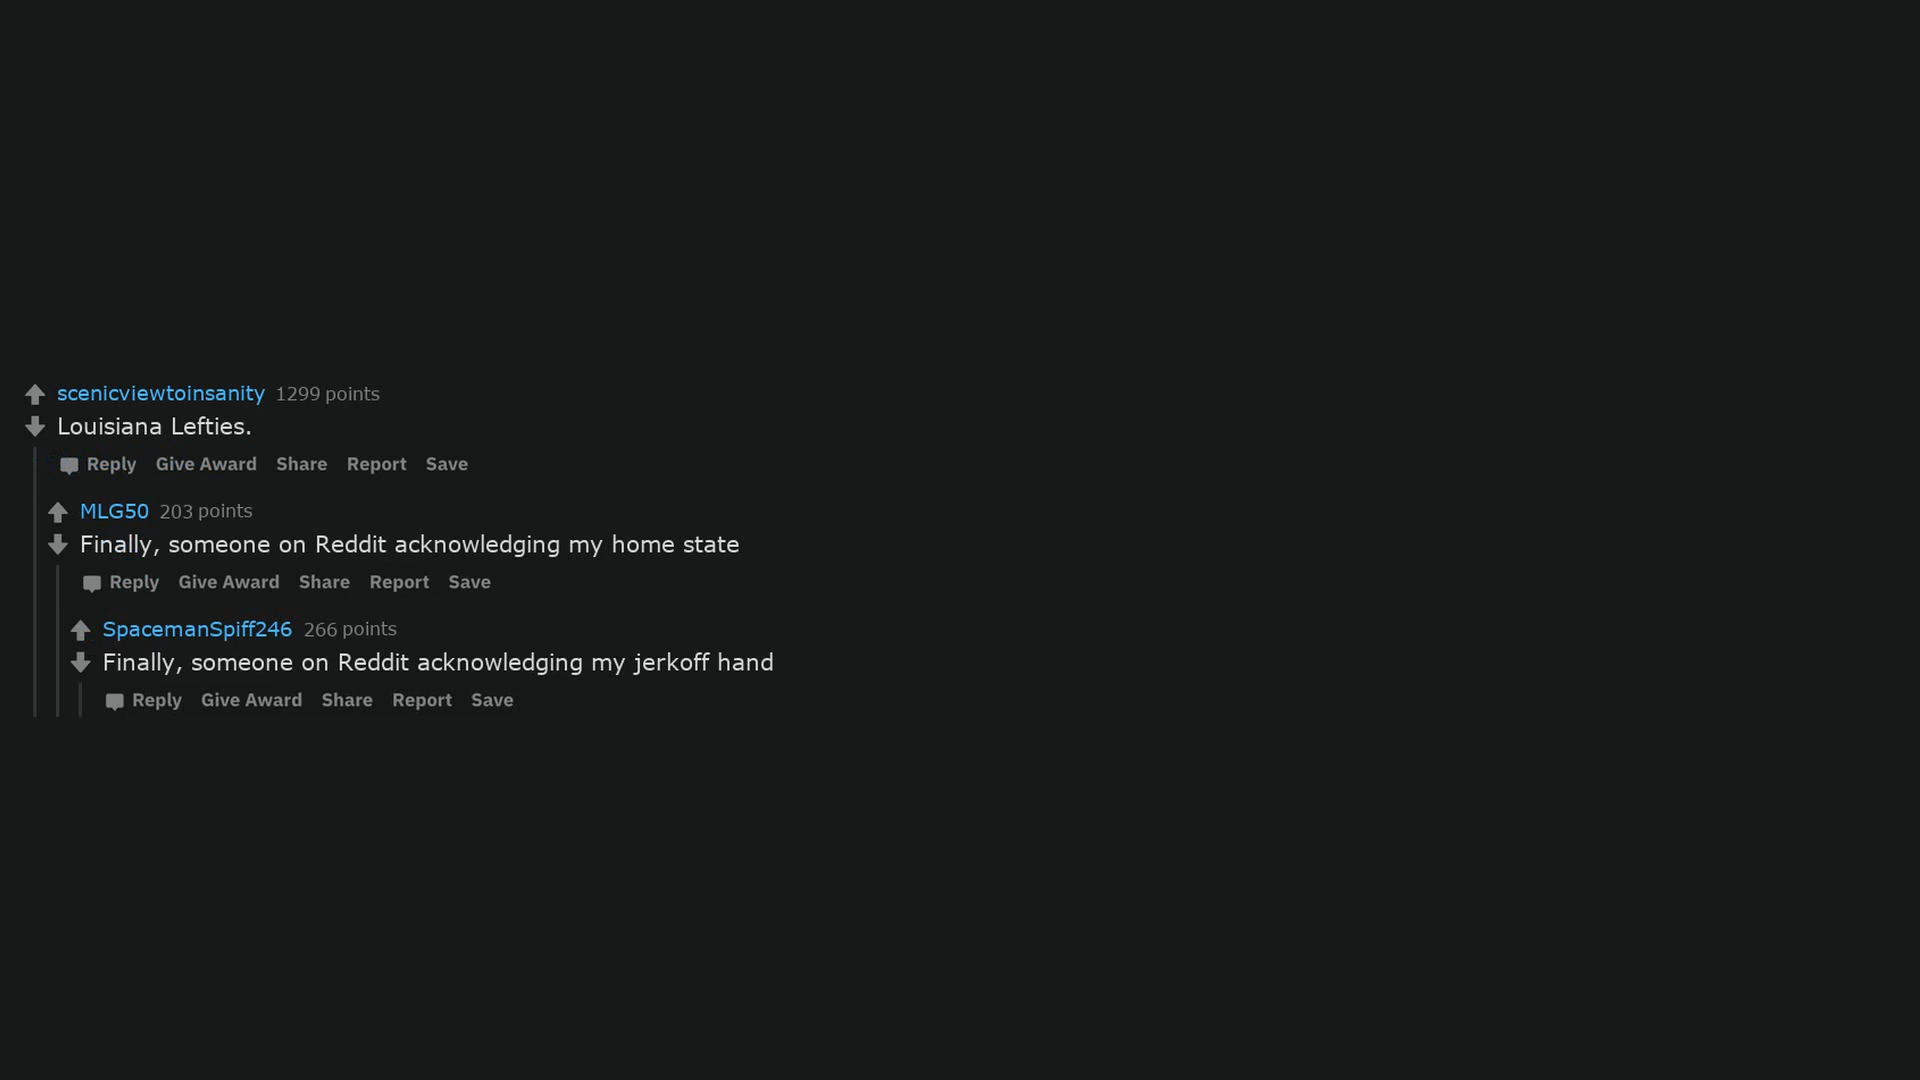 scenicviewtoinsanity 1299 points
Louisiana Lefties.
Reply Give Award Share Report Save
MLG50 203 points
Finally, someone on Reddit acknowledging my home state
Reply Give Award Share Report Save
SpacemanSpiff246 266 points
Finally, someone on Reddit acknowledging my jerkoff hand
Reply Give Award Share Report Save